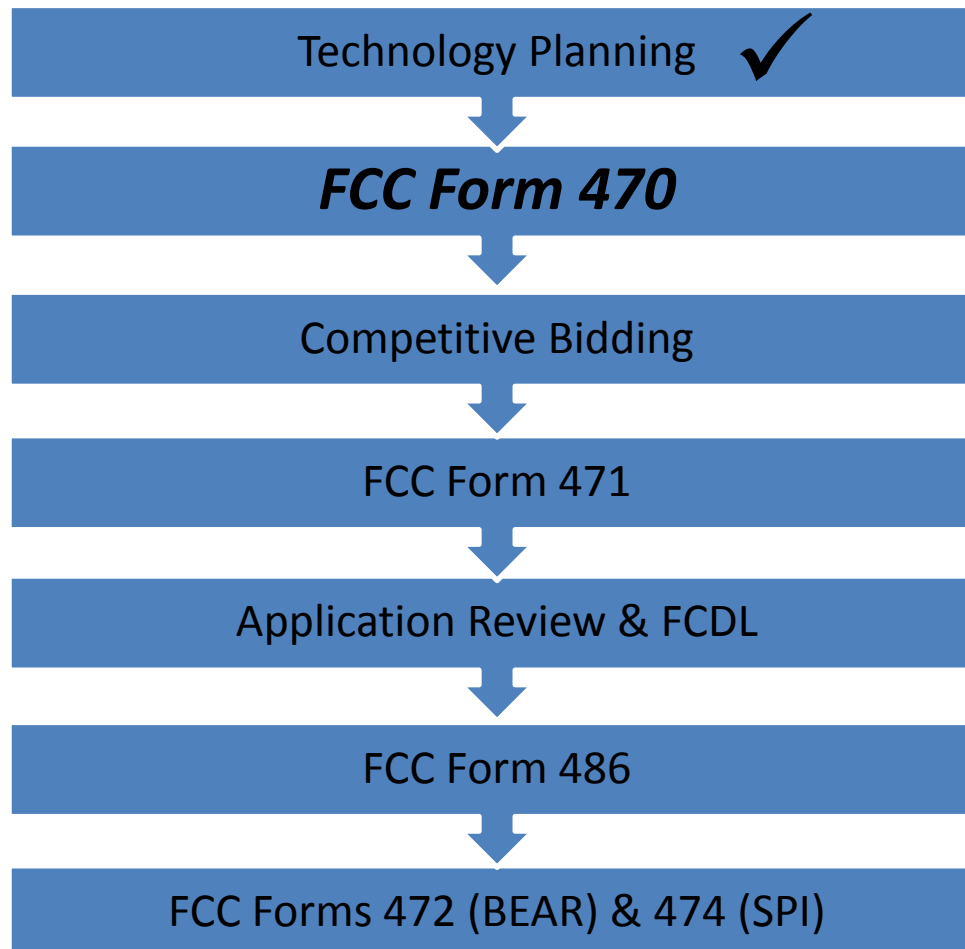 Technology Planning ✓
FCC Form 470
Competitive Bidding
FCC Form 471
Application Review & FCDL
FCC Form 486
FCC Forms 472 (BEAR) & 474 (SPI)